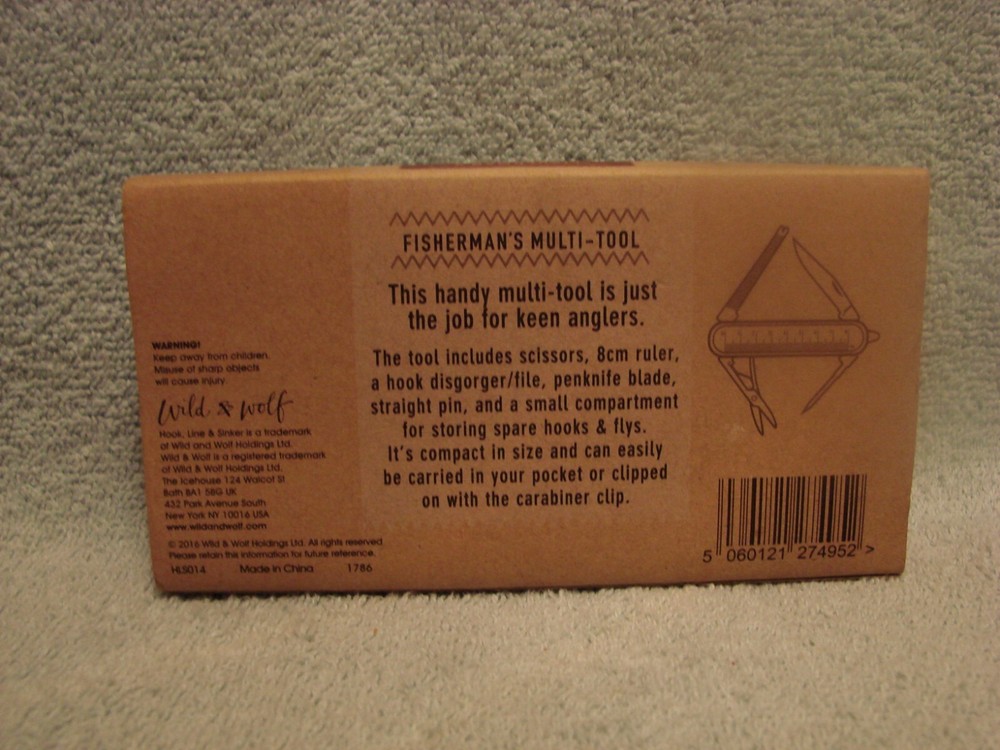 FISHERMAN'S MULTI-TOOL
This handy multi-tool is just
the job for keen anglers.
The tool includes scissors, 8cm ruler,
a hook disgorger/file, penknife blade,
straight pin, and a small compartment
for storing spare hooks & flys.
It's compact in size and can easily
be carried in your pocket or clipped
on with the carabiner clip.
WARNING!
Keep away from children.
Misuse of sharp objects
will cause injury.
Wild & Wolf
Hook, Line & Sinker is a trademark
of Wild and Wolf Holdings Ltd.
Wild & Wolf is a registered trademark
of Wild & Wolf Holdings Ltd.
The Icehouse 124 Walcot St
Bath BA1 5BG UK
432 Park Avenue South
New York NY 10016 USA
www.wildandwolf.com
© 2016 Wild & Wolf Holdings Ltd. All rights reserved.
Please retain this information for future reference.
HLS014 Made in China 1786
5 060121 274952 >